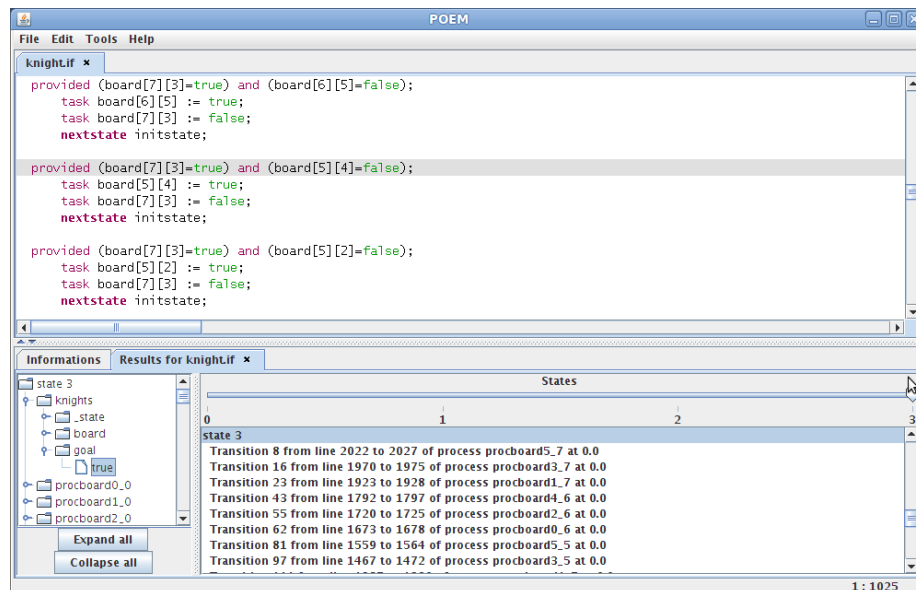 POEM
File Edit Tools Help
knight.if ×
provided (board[7][3]=true) and (board[6][5]=false);
task board[6][5] := true;
task board[7][3] := false;
nextstate initstate;
provided (board[7][3]=true) and (board[5][4]=false);
task board[5][4] := true;
task board[7][3] := false;
nextstate initstate;
provided (board[7][3]=true) and (board[5][2]=false);
task board[5][2] := true;
task board[7][3] := false;
nextstate initstate;
Informations Results for knight.if ×
state 3
knights
_state
board
goal
true
procboard0_0
procboard1_0
procboard2_0
Expand all
Collapse all
States
0 1 2 3
state 3
Transition 8 from line 2022 to 2027 of process procboard5_7 at 0.0
Transition 16 from line 1970 to 1975 of process procboard3_7 at 0.0
Transition 23 from line 1923 to 1928 of process procboard1_7 at 0.0
Transition 43 from line 1792 to 1797 of process procboard4_6 at 0.0
Transition 55 from line 1720 to 1725 of process procboard2_6 at 0.0
Transition 62 from line 1673 to 1678 of process procboard0_6 at 0.0
Transition 81 from line 1559 to 1564 of process procboard5_5 at 0.0
Transition 97 from line 1467 to 1472 of process procboard3_5 at 0.0
1 : 1025